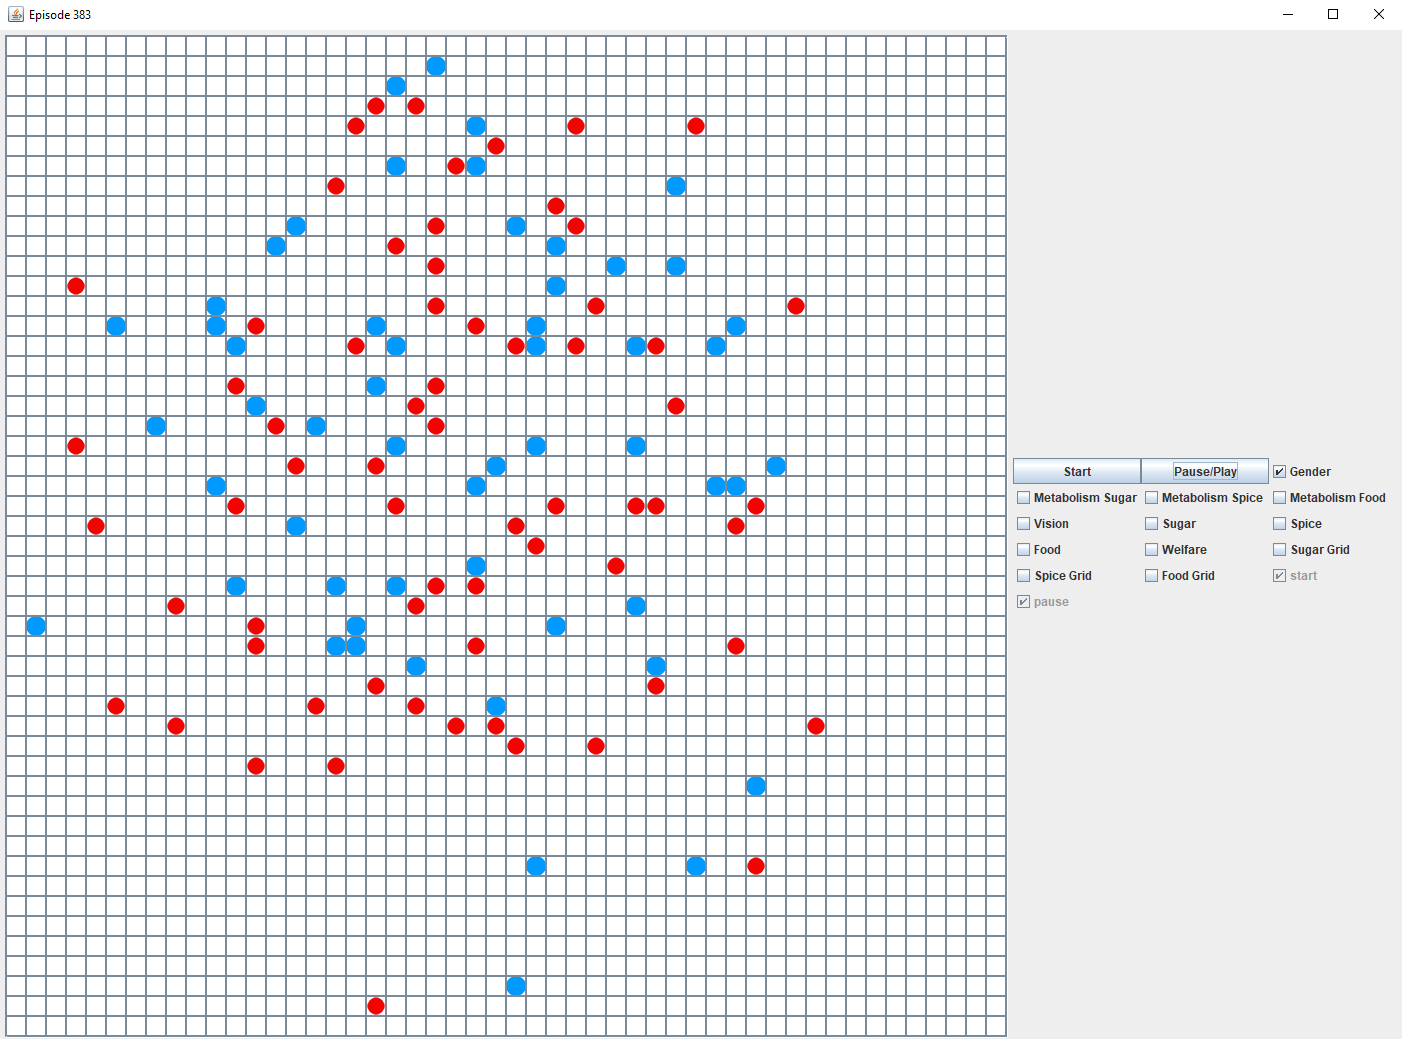 Episode 383
Start Pause/Play Gender
Metabolism Sugar Metabolism Spice Metabolism Food
Vision Sugar Spice
Food Welfare Sugar Grid
Spice Grid Food Grid start
pause